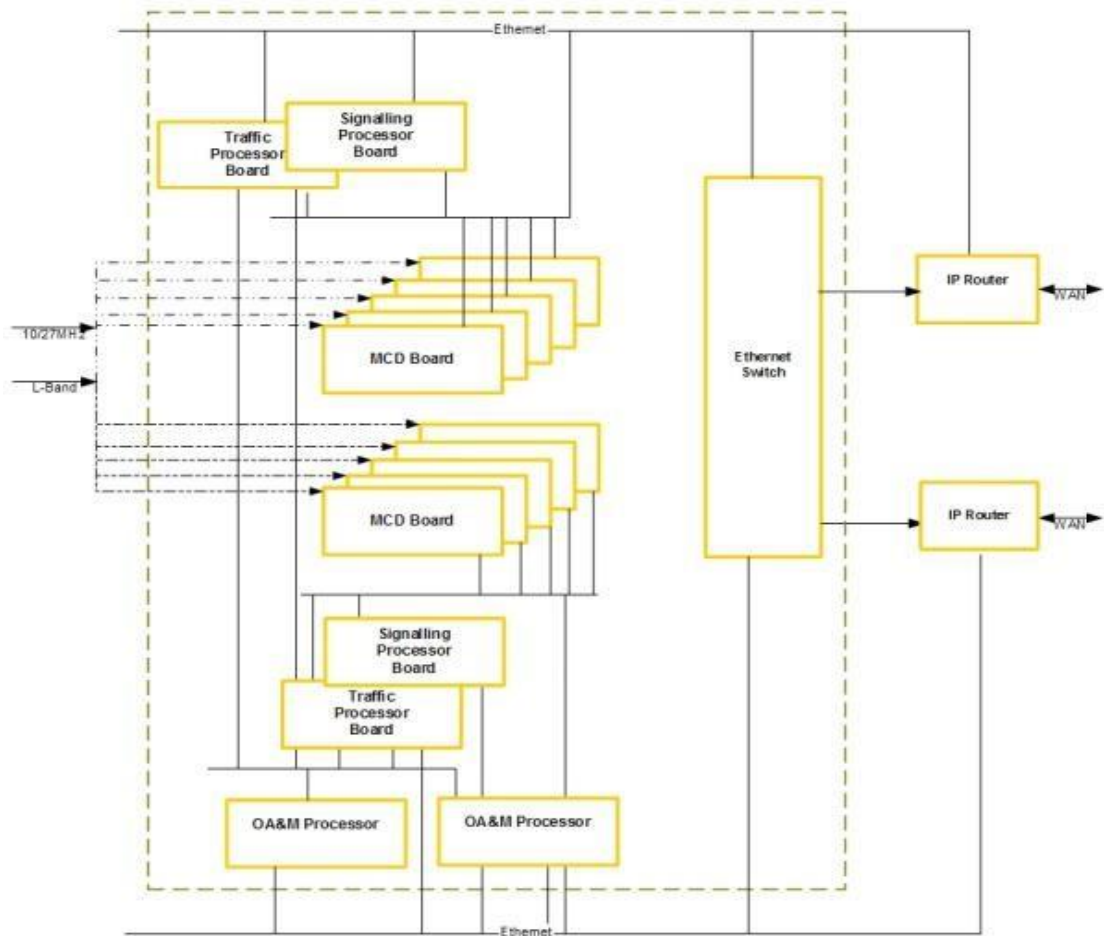 Ethernet
Signalling
Processor
Board
Traffic
Processor
Board
IP Router
WAN
10/27MHz
MCD Board
L-Band
Ethernet
Switch
MCD Board
IP Router
WAN
Signalling
Processor
Board
Traffic
Processor
Board
OA&M Processor
OA&M Processor
Ethernet